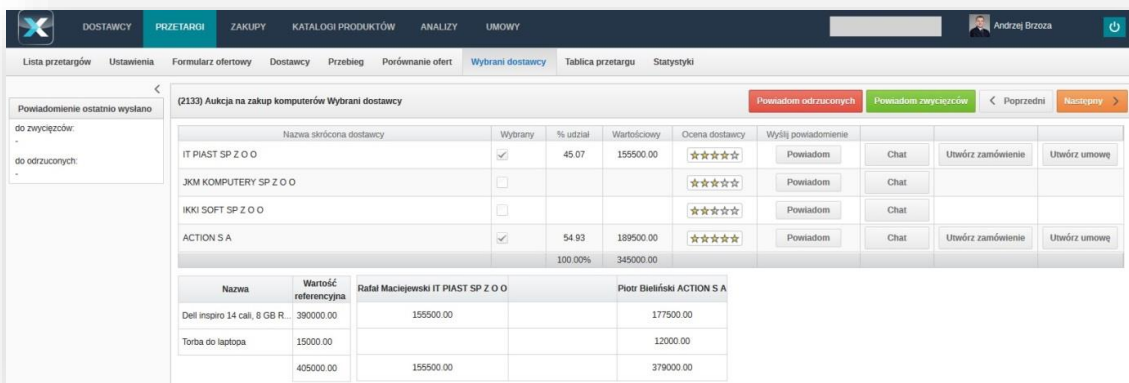 DOSTAWCY PRZETARGI ZAKUPY KATALOGI PRODUKTÓW ANALIZY UMOWY Andrzej Brzoza
Lista przetargów Ustawienia Formularz ofertowy Dostawcy Przebieg Porównanie ofert Wybrani dostawcy Tablica przetargu Statystyki
Powiadomienie ostatnio wysłano
do zwycięzców:
-
do odrzuconych:
-
(2133) Aukcja na zakup komputerów Wybrani dostawcy Powiadom odrzuconych Powiadom zwycięzców Poprzedni Następny
Nazwa skrócona dostawcy Wybrany % udział Wartościowy Ocena dostawcy Wyślij powiadomienie
IT PIAST SP Z O O 45.07 155500.00 Powiadom Chat Utwórz zamówienie Utwórz umowę
JKM KOMPUTERY SP Z O O Powiadom Chat
IKKI SOFT SP Z O O Powiadom Chat
ACTION S A 54.93 189500.00 Powiadom Chat Utwórz zamówienie Utwórz umowę
100.00% 345000.00
Nazwa Wartość referencyjna Rafał Maciejewski IT PIAST SP Z O O Piotr Bieliński ACTION S A
Dell inspiro 14 cali, 8 GB R... 390000.00 155500.00 177500.00
Torba do laptopa 15000.00 12000.00
405000.00 155500.00 379000.00